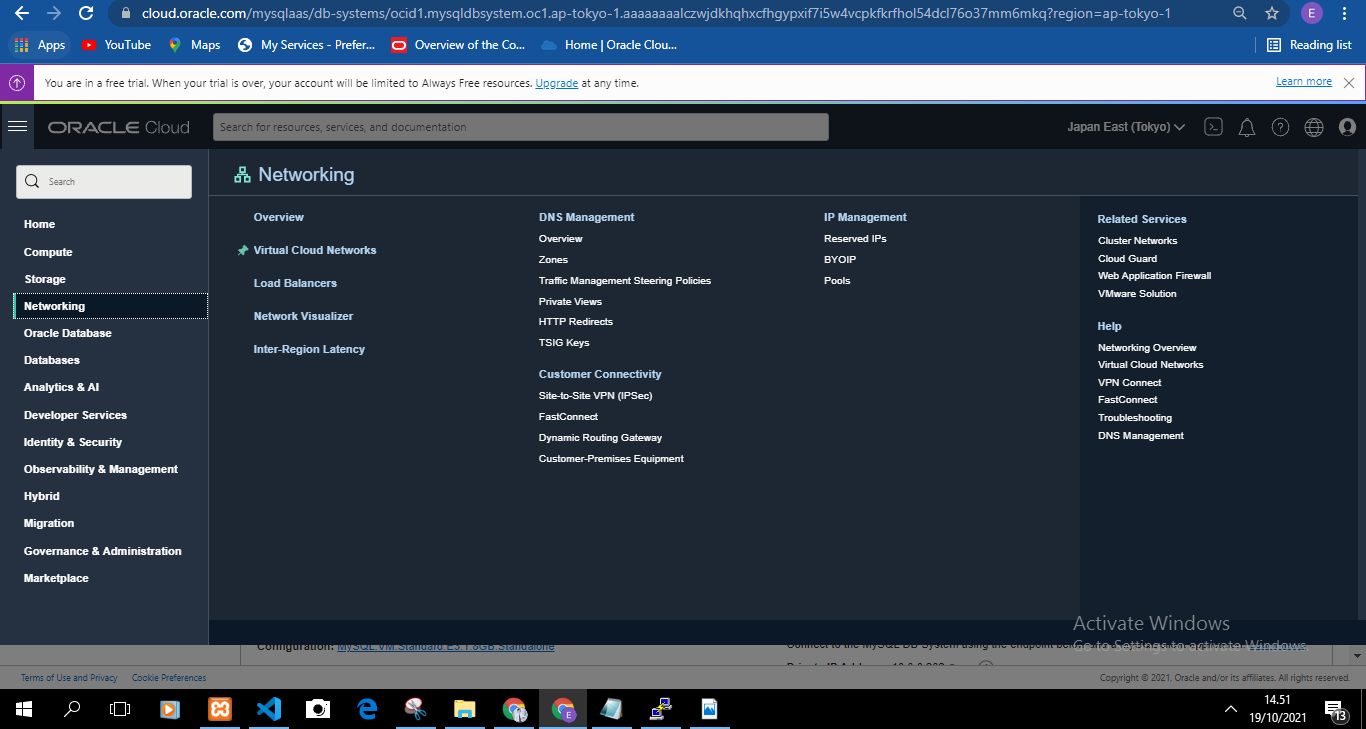 cloud.oracle.com/mysqlaas/db-systems/ocid1.mysqldbsystem.oc1.ap-tokyo-1.aaaaaaaalczwjdkhqhxcfhgypxif7i5w4vcpkfkrfhol54dcl76o37mm6mkq?region=ap-tokyo-1
E
Apps YouTube Maps My Services - Prefer... Overview of the Co... Home | Oracle Clou... Reading list
You are in a free trial. When your trial is over, your account will be limited to Always Free resources. Upgrade at any time. Learn more
ORACLE Cloud Search for resources, services, and documentation Japan East (Tokyo)
Search
Home
Compute
Storage
Networking
Oracle Database
Databases
Analytics & AI
Developer Services
Identity & Security
Observability & Management
Hybrid
Migration
Governance & Administration
Marketplace
Networking
Overview
Virtual Cloud Networks
Load Balancers
Network Visualizer
Inter-Region Latency
DNS Management
Overview
Zones
Traffic Management Steering Policies
Private Views
HTTP Redirects
TSIG Keys
Customer Connectivity
Site-to-Site VPN (IPSec)
FastConnect
Dynamic Routing Gateway
Customer-Premises Equipment
IP Management
Reserved IPs
BYOIP
Pools
Related Services
Cluster Networks
Cloud Guard
Web Application Firewall
VMware Solution
Help
Networking Overview
Virtual Cloud Networks
VPN Connect
FastConnect
Troubleshooting
DNS Management
Activate Windows
Go to Settings to activate Windows.
Configuration: MySQL.VM.Standard.E3.1.8GB.Standalone
Connect to the MySQL DB System using the endpoint
Terms of Use and Privacy Cookie Preferences Copyright © 2021, Oracle and/or its affiliates. All rights reserved.
14.51
19/10/2021
13